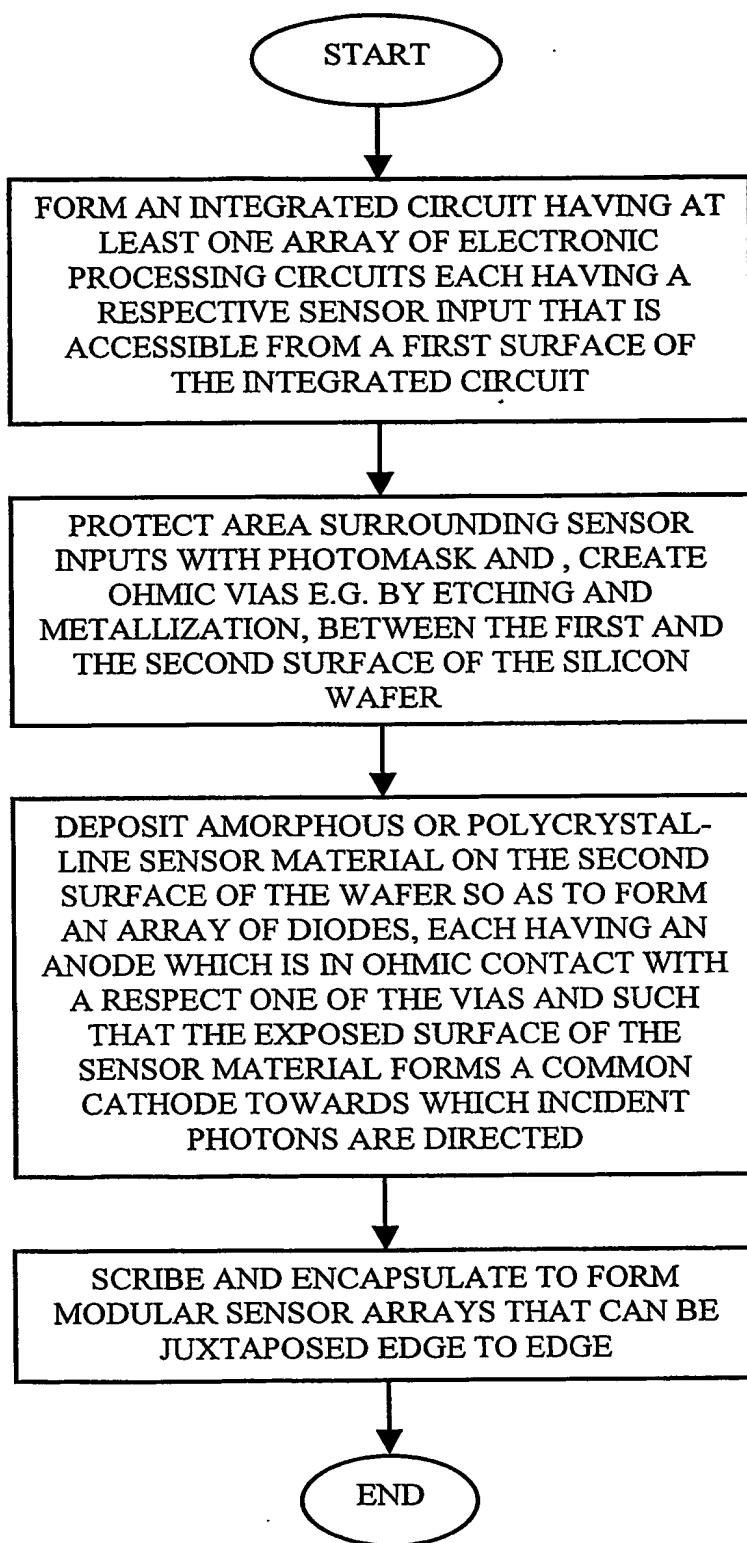 START
FORM AN INTEGRATED CIRCUIT HAVING AT
LEAST ONE ARRAY OF ELECTRONIC
PROCESSING CIRCUITS EACH HAVING A
RESPECTIVE SENSOR INPUT THAT IS
ACCESSIBLE FROM A FIRST SURFACE OF
THE INTEGRATED CIRCUIT
PROTECT AREA SURROUNDING SENSOR
INPUTS WITH PHOTOMASK AND , CREATE
OHMIC VIAS E.G. BY ETCHING AND
METALLIZATION, BETWEEN THE FIRST AND
THE SECOND SURFACE OF THE SILICON
WAFER
DEPOSIT AMORPHOUS OR POLYCRYSTAL-
LINE SENSOR MATERIAL ON THE SECOND
SURFACE OF THE WAFER SO AS TO FORM
AN ARRAY OF DIODES, EACH HAVING AN
ANODE WHICH IS IN OHMIC CONTACT WITH
A RESPECT ONE OF THE VIAS AND SUCH
THAT THE EXPOSED SURFACE OF THE
SENSOR MATERIAL FORMS A COMMON
CATHODE TOWARDS WHICH INCIDENT
PHOTONS ARE DIRECTED
SCRIBE AND ENCAPSULATE TO FORM
MODULAR SENSOR ARRAYS THAT CAN BE
JUXTAPOSED EDGE TO EDGE
END